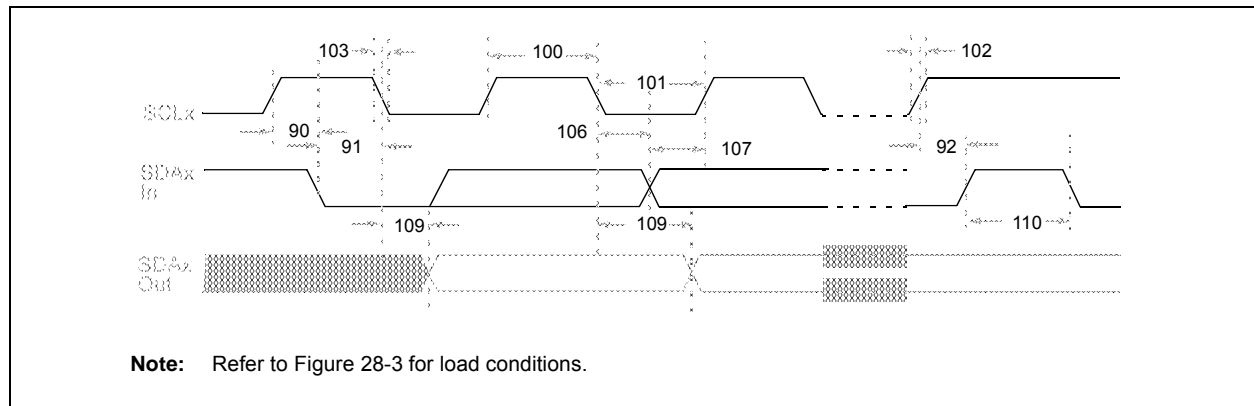 103
100
102
101
SCLx
90
106
91
107
92
SDAx
In
109
109
110
SDAx
Out
Note: Refer to Figure 28-3 for load conditions.